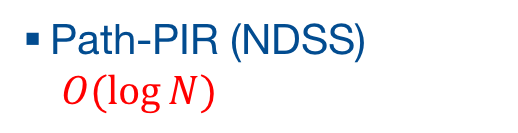 ▪ Path-PIR (NDSS)
O(log N)